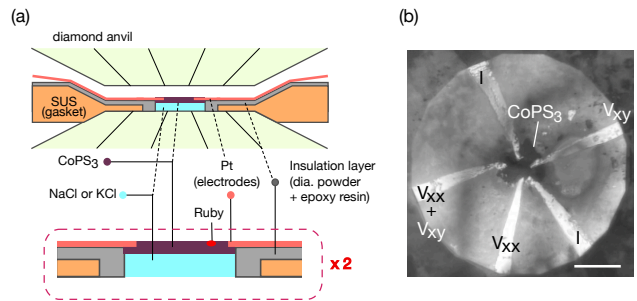 (a)
diamond anvil
SUS
(gasket)
CoPS3
NaCl or KCl
Pt
(electrodes)
Insulation layer
(dia. powder
+ epoxy resin)
Ruby
x 2
(b)
I
CoPS3
Vxy
Vxx
+
Vxy
Vxx
I